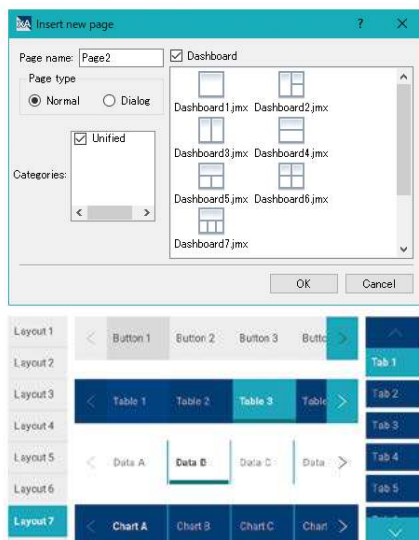 Insert new page
Page name: Page2
Dashboard
Page type
Normal Dialog
Categories:
Unified
Dashboard1.jmx Dashboard2.jmx
Dashboard3.jmx Dashboard4.jmx
Dashboard5.jmx Dashboard6.jmx
Dashboard7.jmx
OK Cancel
Layout 1
Layout 2
Layout 3
Layout 4
Layout 5
Layout 6
Layout 7
Button 1 Button 2 Button 3
Table 1 Table 2 Table 3 Table
Data A Data B Data C Data
Chart A Chart B Chart C Chart
Tab 1
Tab 2
Tab 3
Tab 4
Tab 5